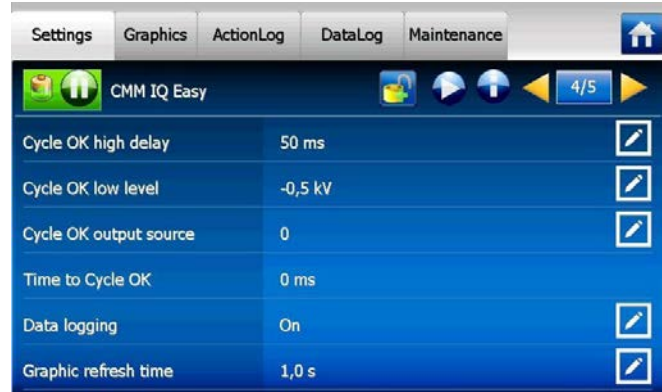 Settings Graphics ActionLog DataLog Maintenance
CMM IQ Easy 4/5
Cycle OK high delay 50 ms
Cycle OK low level -0,5 kV
Cycle OK output source 0
Time to Cycle OK 0 ms
Data logging On
Graphic refresh time 1,0 s